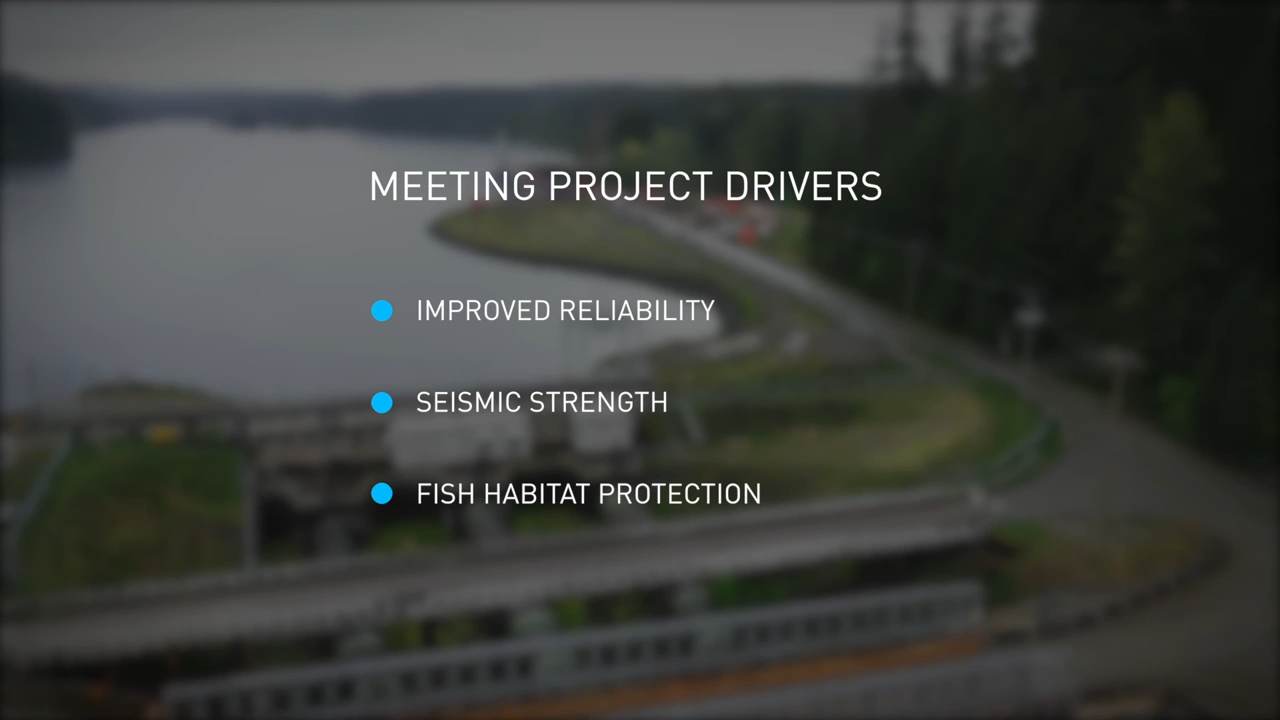 MEETING PROJECT DRIVERS
IMPROVED RELIABILITY
SEISMIC STRENGTH
FISH HABITAT PROTECTION